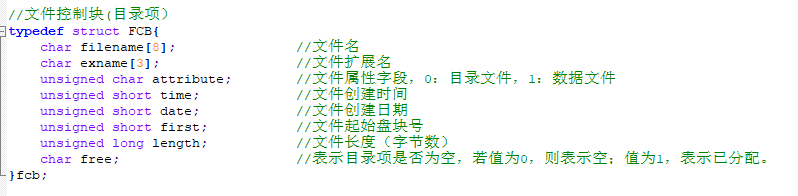 //文件控制块(目录项)
typedef struct FCB{
char filename[8]; //文件名
char exname[3]; //文件扩展名
unsigned char attribute; //文件属性字段，0：目录文件，1：数据文件
unsigned short time; //文件创建时间
unsigned short date; //文件创建日期
unsigned short first; //文件起始盘块号
unsigned long length; //文件长度（字节数）
char free; //表示目录项是否为空，若值为0，则表示空；值为1，表示已分配。
}fcb;